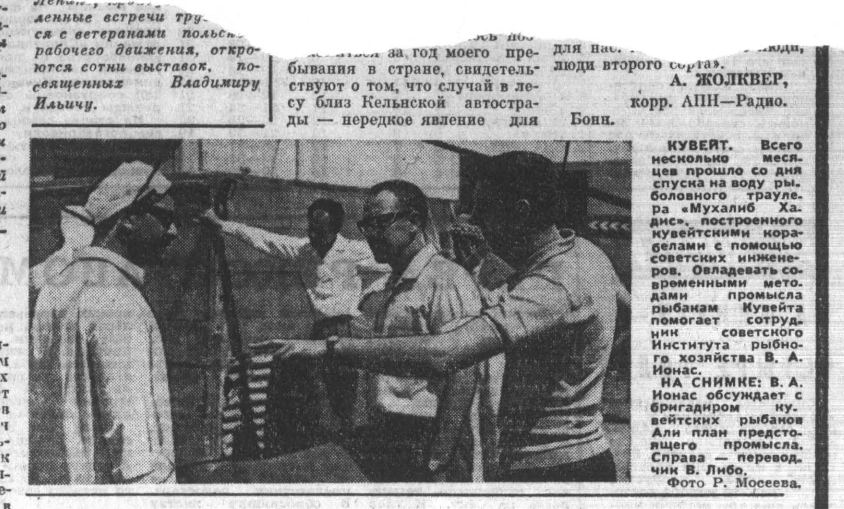 ленные встречи
ся с ветеранами
рабочего движения, откро-
ются сотни выставок, по-
священных Владимиру
Ильичу.
за год моего пре-
бывания в стране, свидетель-
ствуют о том, что случай в ле-
су близ Кельнской автостра-
ды — нередкое явление для
для нас.
люди второго сорта».
А. ЖОЛКВЕР,
корр. АПН—Радио.
Бонн.
КУВЕЙТ. Всего
несколько меся-
цев прошло со дня
спуска на воду ры-
боловного трауле-
ра «Мухалиб Ха-
дис», построенного
кувейтскими кора-
белами с помощью
советских инжене-
ров. Овладевать со-
временными мето-
дами промысла
рыбакам Кувейта
помогает сотруд-
ник советского
Института рыбно-
го хозяйства В. А.
Ионас.
НА СНИМКЕ: В. А.
Ионас обсуждает с
бригадиром ку-
вейтских рыбаков
Али план предсто-
ящего промысла.
Справа — перевод-
чик В. Либо.
Фото Р. Мосеева.